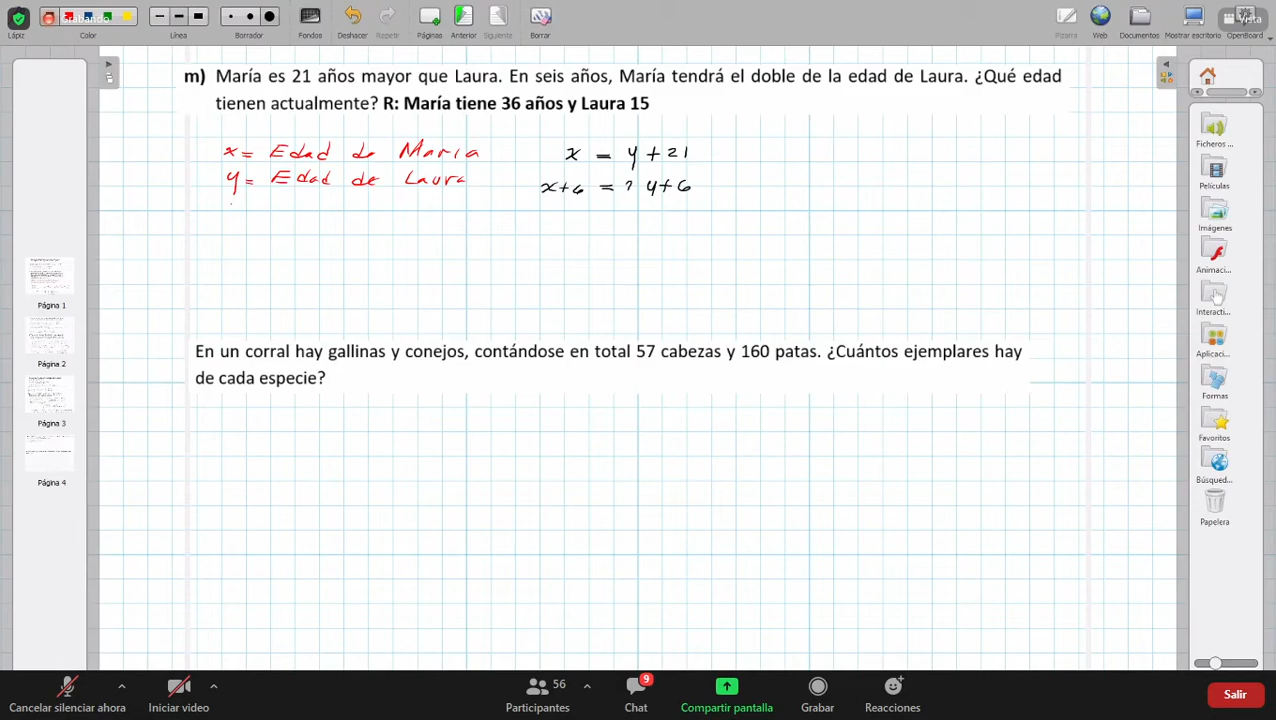 Grabando
Vista
Lápiz
Color
Línea
Borrador
Fondos
Deshacer
Repetir
Páginas
Anterior
Siguiente
Borrar
Pizarra
Web
Documentos
Mostrar escritorio
OpenBoard
m) María es 21 años mayor que Laura. En seis años, María tendrá el doble de la edad de Laura. ¿Qué edad
tienen actualmente? R: María tiene 36 años y Laura 15
x = Edad de Maria
x = y + 21
y = Edad de Laura
x+6 = 2 y+6
En un corral hay gallinas y conejos, contándose en total 57 cabezas y 160 patas. ¿Cuántos ejemplares hay
de cada especie?
Página 1
Página 2
Página 3
Página 4
Ficheros ...
Películas
Imágenes
Animaci...
Interacti...
Aplicaci...
Formas
Favoritos
Búsqued...
Papelera
Cancelar silenciar ahora
Iniciar video
56
Participantes
9
Chat
Compartir pantalla
Grabar
Reacciones
Salir